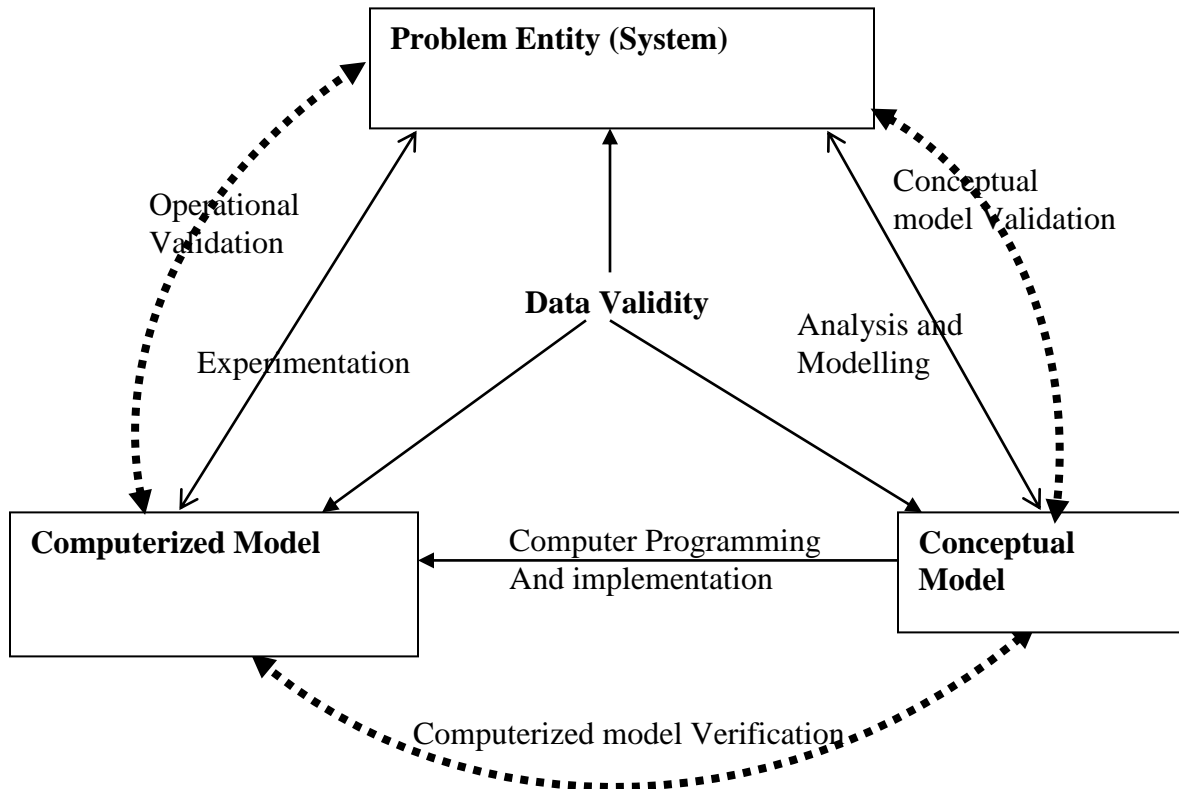 Problem Entity (System)
Conceptual
model Validation
Operational
Validation
Data Validity
Analysis and
Modelling
Experimentation
Computerized Model
Computer Programming
And implementation
Conceptual
Model
Computerized model Verification